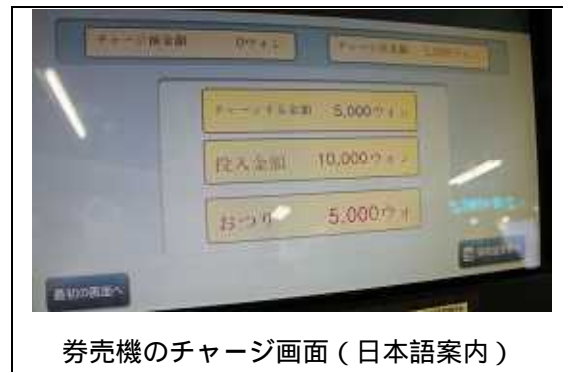 チャージ前金額 0ウォン
チャージ後金額 5,000ウォン
チャージする金額 5,000ウォン
投入金額 10,000ウォン
おつり 5,000ウォ
最初の画面へ
券売機のチャージ画面(日本語案内)